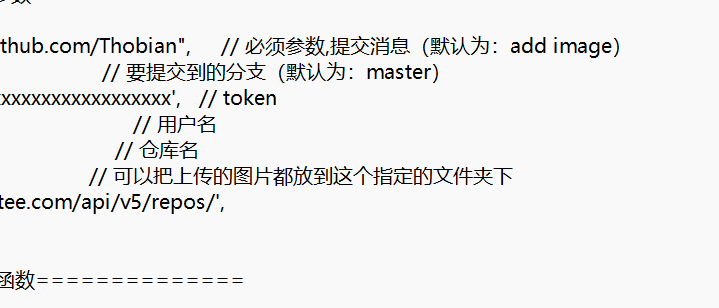 thub.com/Thobian",      // 必须参数,提交消息（默认为：add image）
// 要提交到的分支（默认为：master）
xxxxxxxxxxxxxxxxxx',   // token
// 用户名
// 仓库名
// 可以把上传的图片都放到这个指定的文件夹下
tee.com/api/v5/repos/',
函数==============